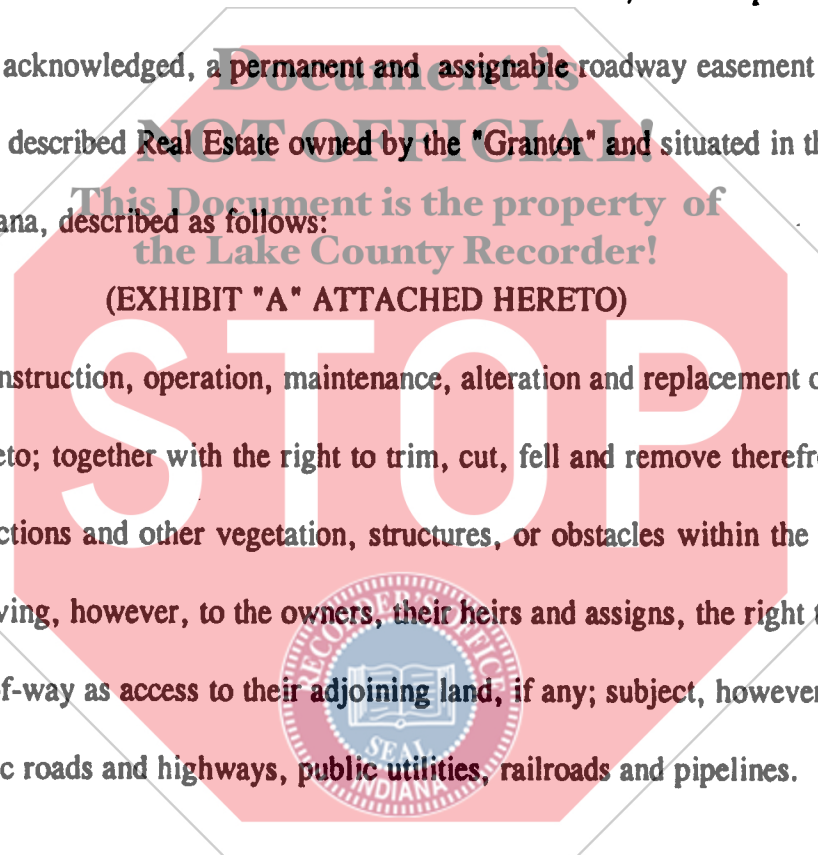 acknowledged, a permanent and assignable roadway easement
Document is
described Real Estate owned by the "Grantor" and situated in th
NOT OFFICIAL!
This Document is the property of
ana, described as follows:
the Lake County Recorder!
(EXHIBIT "A" ATTACHED HERETO)
STOP
nstruction, operation, maintenance, alteration and replacement o
eto; together with the right to trim, cut, fell and remove therefr
ctions and other vegetation, structures, or obstacles within the
ving, however, to the owners, their heirs and assigns, the right t
f-way as access to their adjoining land, if any; subject, however
c roads and highways, public utilities, railroads and pipelines.
RECORDER'S OFFICE
SEAL
INDIANA